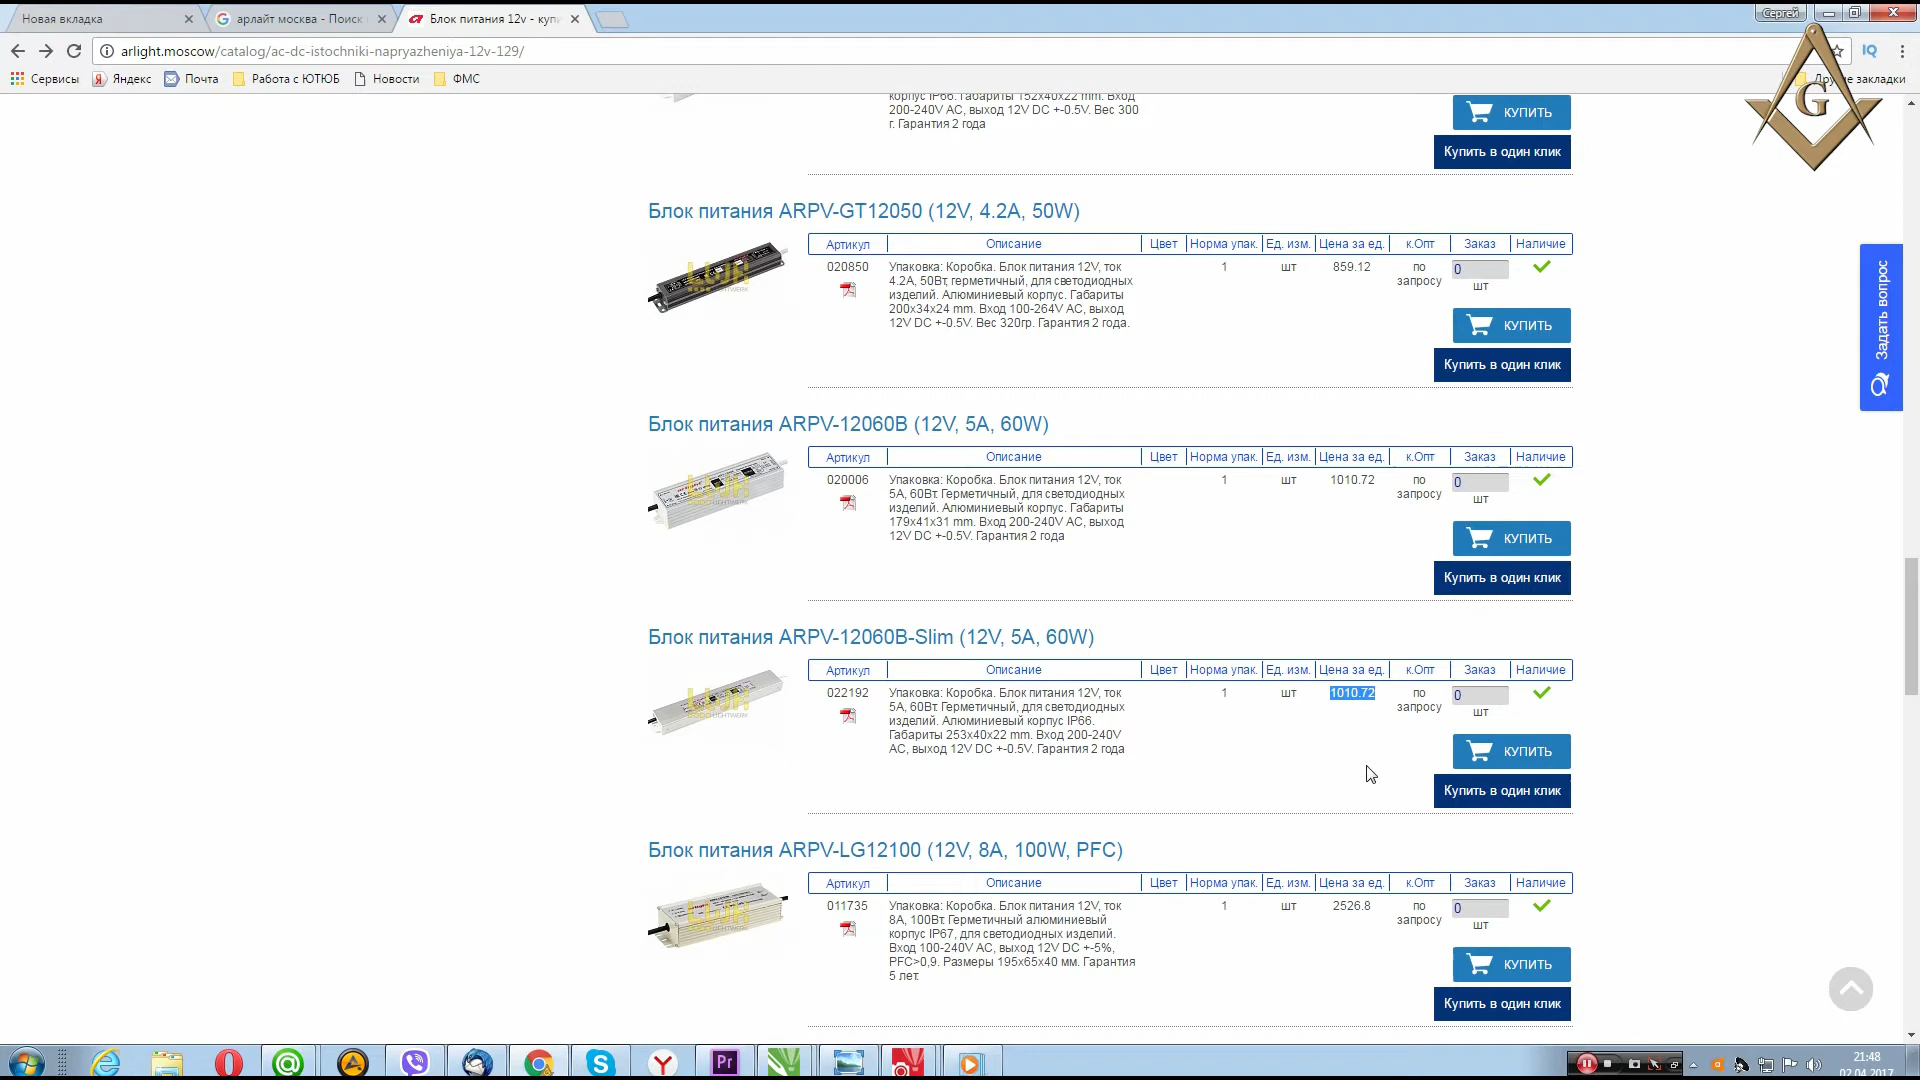 Новая вкладка
арлайт москва - Поиск
Блок питания 12v - купи
Сергей
arlight.moscow/catalog/ac-dc-istochniki-napryazheniya-12v-129/
IQ
Сервисы
Яндекс
Почта
Работа с ЮТЮБ
Новости
ФМС
Другие закладки
G
корпус IP66. Габариты 152x40x22 mm. Вход
200-240V AC, выход 12V DC +-0.5V. Вес 300
г. Гарантия 2 года
КУПИТЬ
Купить в один клик
Блок питания ARPV-GT12050 (12V, 4.2A, 50W)
Артикул Описание Цвет Норма упак. Ед. изм. Цена за ед. к.Опт Заказ Наличие
020850
Упаковка: Коробка. Блок питания 12V, ток
4.2A, 50Вт, герметичный, для светодиодных
изделий. Алюминиевый корпус. Габариты
200x34x24 mm. Вход 100-264V AC, выход
12V DC +-0.5V. Вес 320гр. Гарантия 2 года.
1 шт 859.12
по
запросу
0
шт
КУПИТЬ
Купить в один клик
Задать вопрос
Блок питания ARPV-12060B (12V, 5A, 60W)
Артикул Описание Цвет Норма упак. Ед. изм. Цена за ед. к.Опт Заказ Наличие
020006
Упаковка: Коробка. Блок питания 12V, ток
5A, 60Вт. Герметичный, для светодиодных
изделий. Алюминиевый корпус. Габариты
179x41x31 mm. Вход 200-240V AC, выход
12V DC +-0.5V. Гарантия 2 года
1 шт 1010.72
по
запросу
0
шт
КУПИТЬ
Купить в один клик
Блок питания ARPV-12060B-Slim (12V, 5A, 60W)
Артикул Описание Цвет Норма упак. Ед. изм. Цена за ед. к.Опт Заказ Наличие
022192
Упаковка: Коробка. Блок питания 12V, ток
5A, 60Вт. Герметичный, для светодиодных
изделий. Алюминиевый корпус IP66.
Габариты 253x40x22 mm. Вход 200-240V
AC, выход 12V DC +-0.5V. Гарантия 2 года
1 шт 1010.72
по
запросу
0
шт
КУПИТЬ
Купить в один клик
Блок питания ARPV-LG12100 (12V, 8A, 100W, PFC)
Артикул Описание Цвет Норма упак. Ед. изм. Цена за ед. к.Опт Заказ Наличие
011735
Упаковка: Коробка. Блок питания 12V, ток
8A, 100Вт. Герметичный алюминиевый
корпус IP67, для светодиодных изделий.
Вход 100-240V AC, выход 12V DC +-5%,
PFC>0,9. Размеры 195x65x40 мм. Гарантия
5 лет.
1 шт 2526.8
по
запросу
0
шт
КУПИТЬ
Купить в один клик
Pr
21:48
02.04.2017